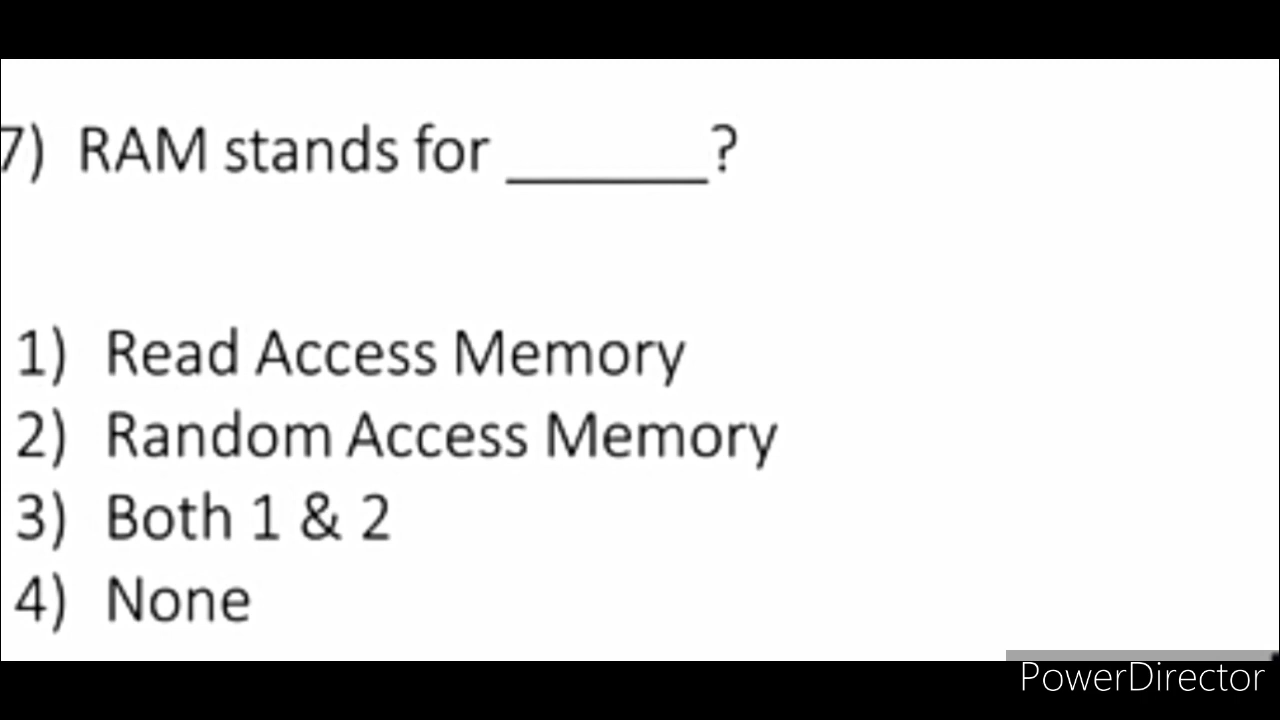 7) RAM stands for ______?
1) Read Access Memory
2) Random Access Memory
3) Both 1 & 2
4) None
PowerDirector